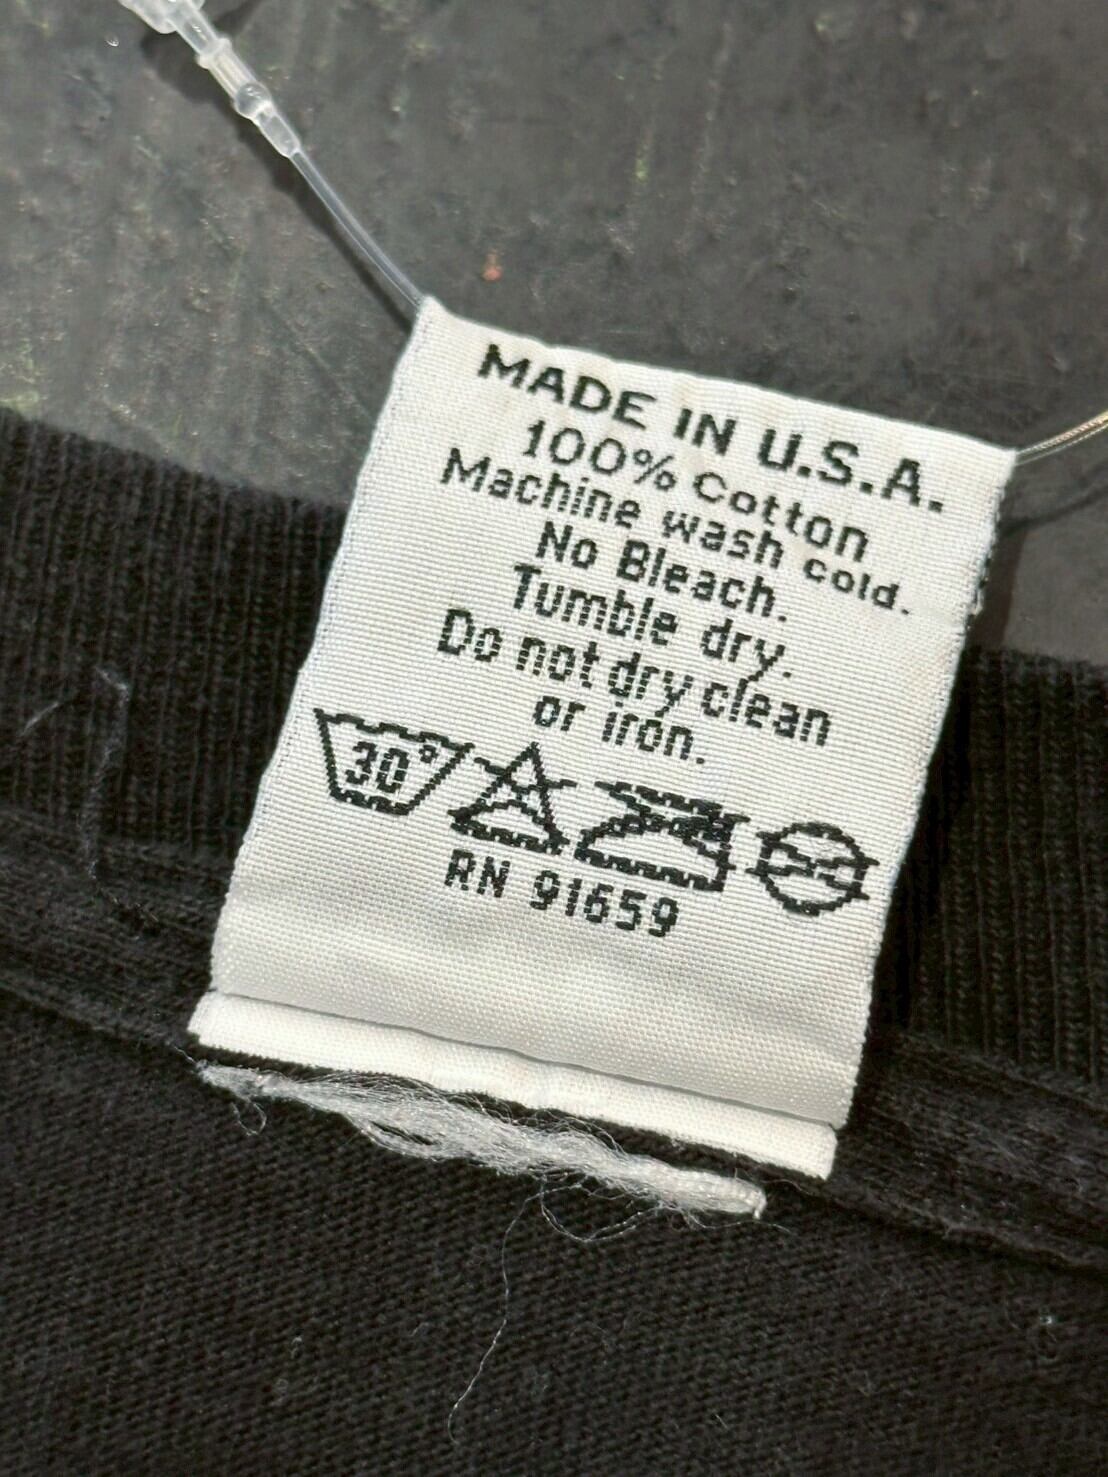 MADE IN U.S.A.
100% Cotton
Machine wash cold.
No Bleach.
Tumble dry.
Do not dry clean
or iron.
30°
RN 91659